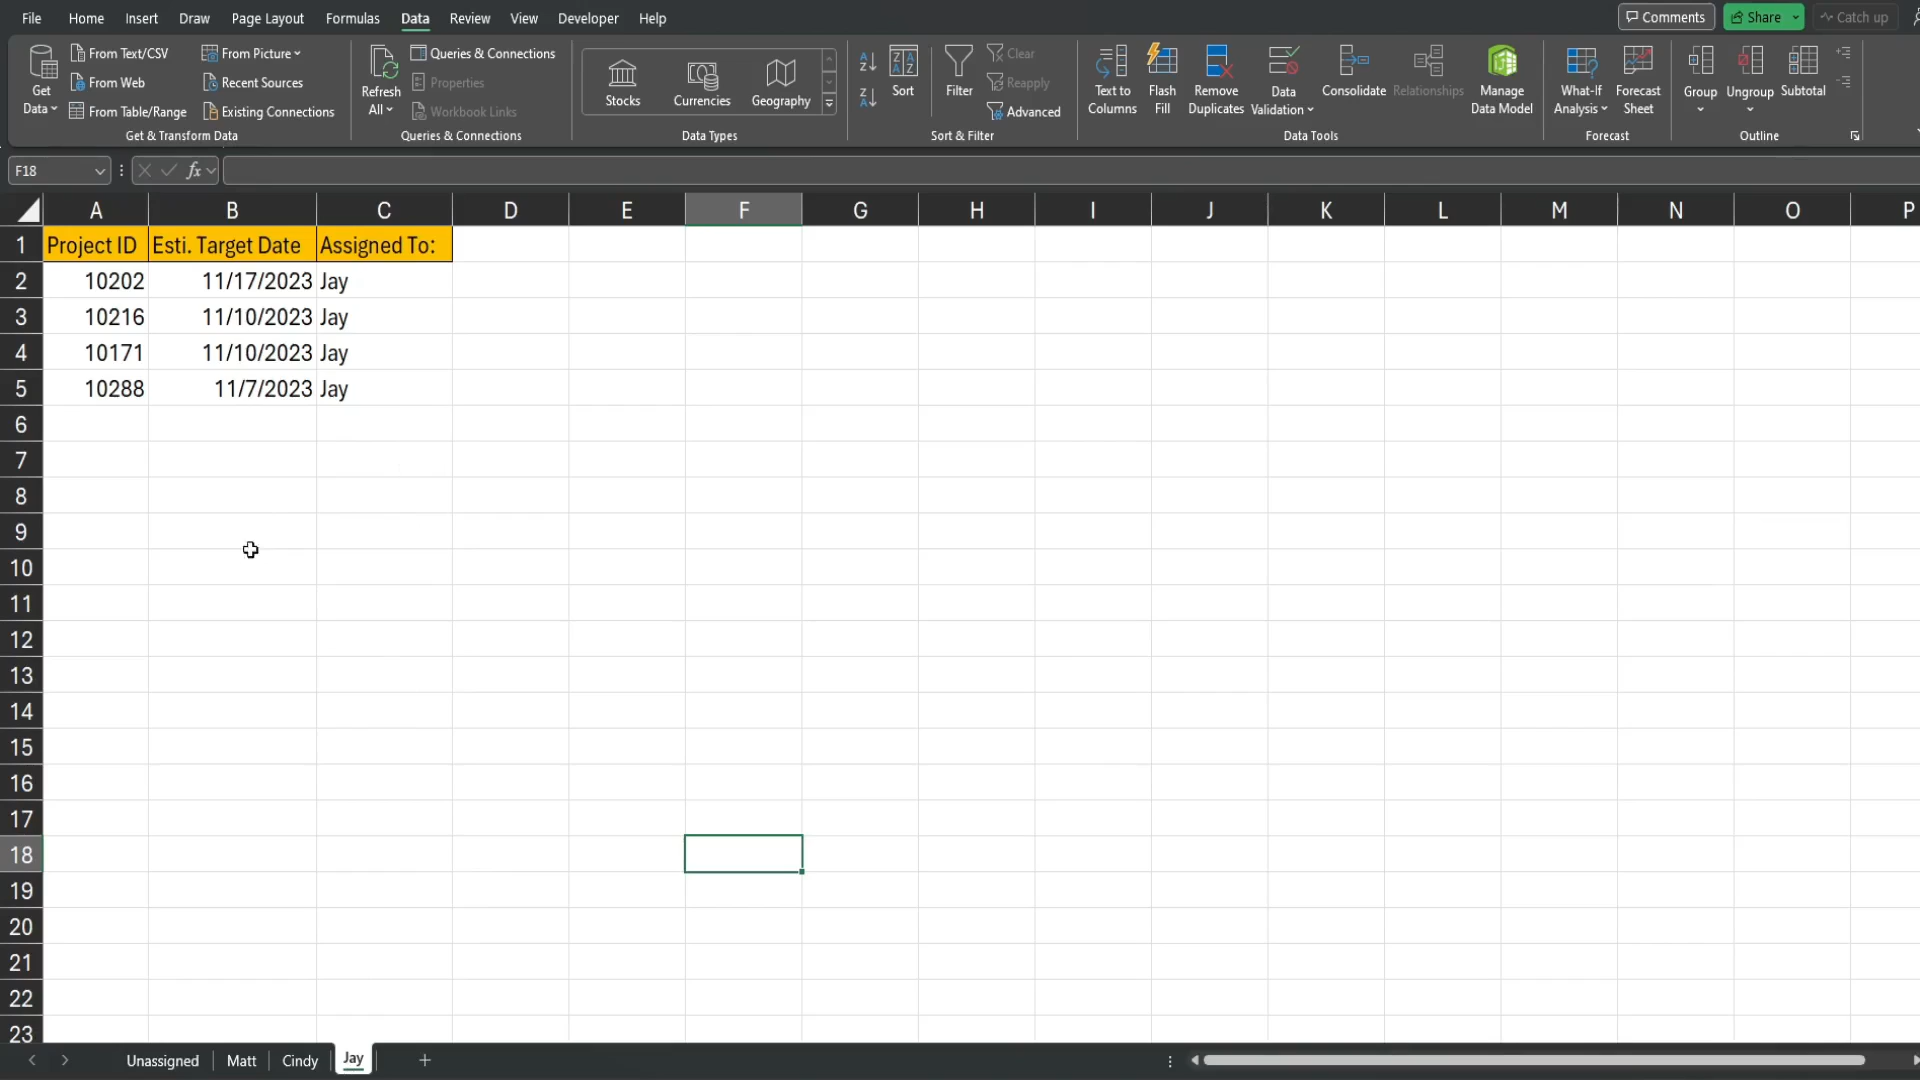 File Home Insert Draw Page Layout Formulas Data Review View Developer Help Comments Share Catch up
Get Data
From Text/CSV
From Web
From Table/Range
From Picture
Recent Sources
Existing Connections
Get & Transform Data
Refresh All
Queries & Connections
Properties
Workbook Links
Queries & Connections
Stocks Currencies Geography
Data Types
Sort
Filter
Clear
Reapply
Advanced
Sort & Filter
Text to Columns
Flash Fill
Remove Duplicates
Data Validation
Consolidate
Relationships
Manage Data Model
Data Tools
What-If Analysis
Forecast Sheet
Forecast
Group
Ungroup
Subtotal
Outline
F18 fx
A B C D E F G H I J K L M N O P
1 Project ID Esti. Target Date Assigned To:
2 10202 11/17/2023 Jay
3 10216 11/10/2023 Jay
4 10171 11/10/2023 Jay
5 10288 11/7/2023 Jay
6
7
8
9
10
11
12
13
14
15
16
17
18
19
20
21
22
23
Unassigned Matt Cindy Jay